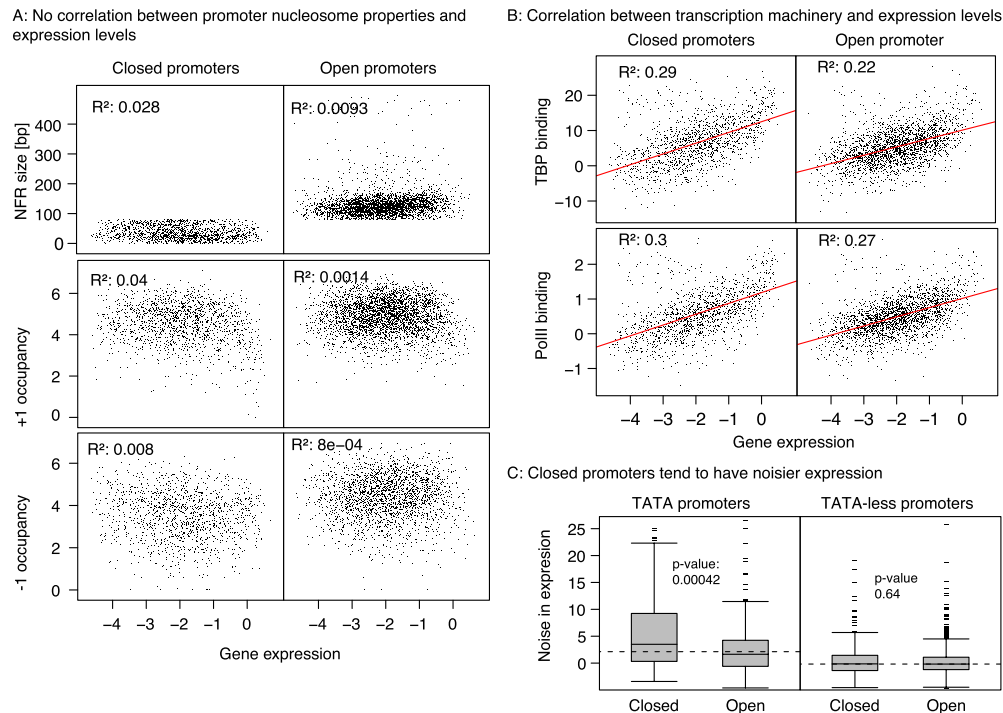 A: No correlation between promoter nucleosome properties and
expression levels
Closed promoters
Open promoters
NFR size [bp]
400
300
200
100
0
R²: 0.028
R²: 0.0093
+1 occupancy
6
4
2
0
R²: 0.04
R²: 0.0014
-1 occupancy
6
4
2
0
R²: 0.008
R²: 8e−04
−4 −3 −2 −1 0 −4 −3 −2 −1 0
Gene expression
B: Correlation between transcription machinery and expression levels
Closed promoters
Open promoter
TBP binding
20
10
0
−10
R²: 0.29
R²: 0.22
PolII binding
2
1
0
−1
R²: 0.3
R²: 0.27
−4 −3 −2 −1 0 −4 −3 −2 −1 0
Gene expression
C: Closed promoters tend to have noisier expression
TATA promoters
TATA-less promoters
Noise in expresion
25
20
15
10
5
0
p-value:
0.00042
p-value
0.64
Closed Open Closed Open